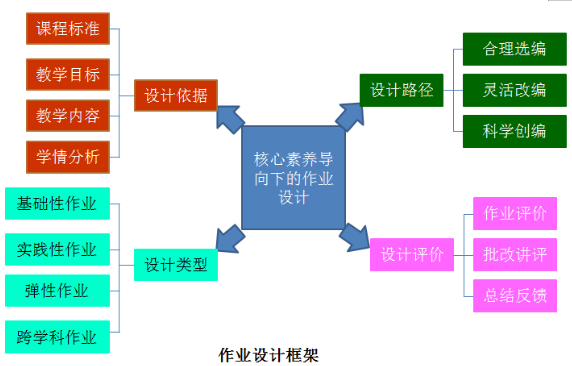 课程标准
教学目标
教学内容
学情分析
设计依据
设计路径
合理选编
灵活改编
科学创编
核心素养导
向下的作业
设计
基础性作业
实践性作业
弹性作业
跨学科作业
设计类型
设计评价
作业评价
批改讲评
总结反馈
作业设计框架